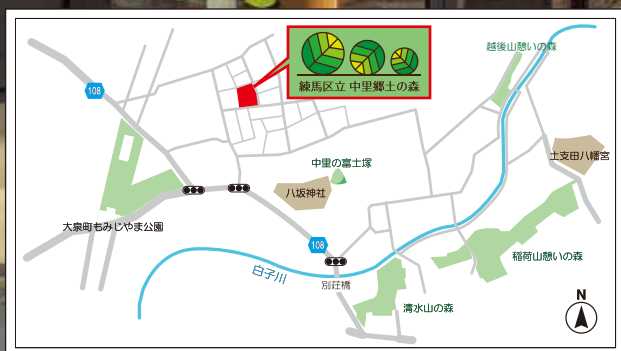 越後山憩いの森
練馬区立 中里郷土の森
108
土支田八幡宮
中里の富士塚
八坂神社
大泉町もみじやま公園
108
稲荷山憩いの森
白子川
別荘橋
清水山の森
N